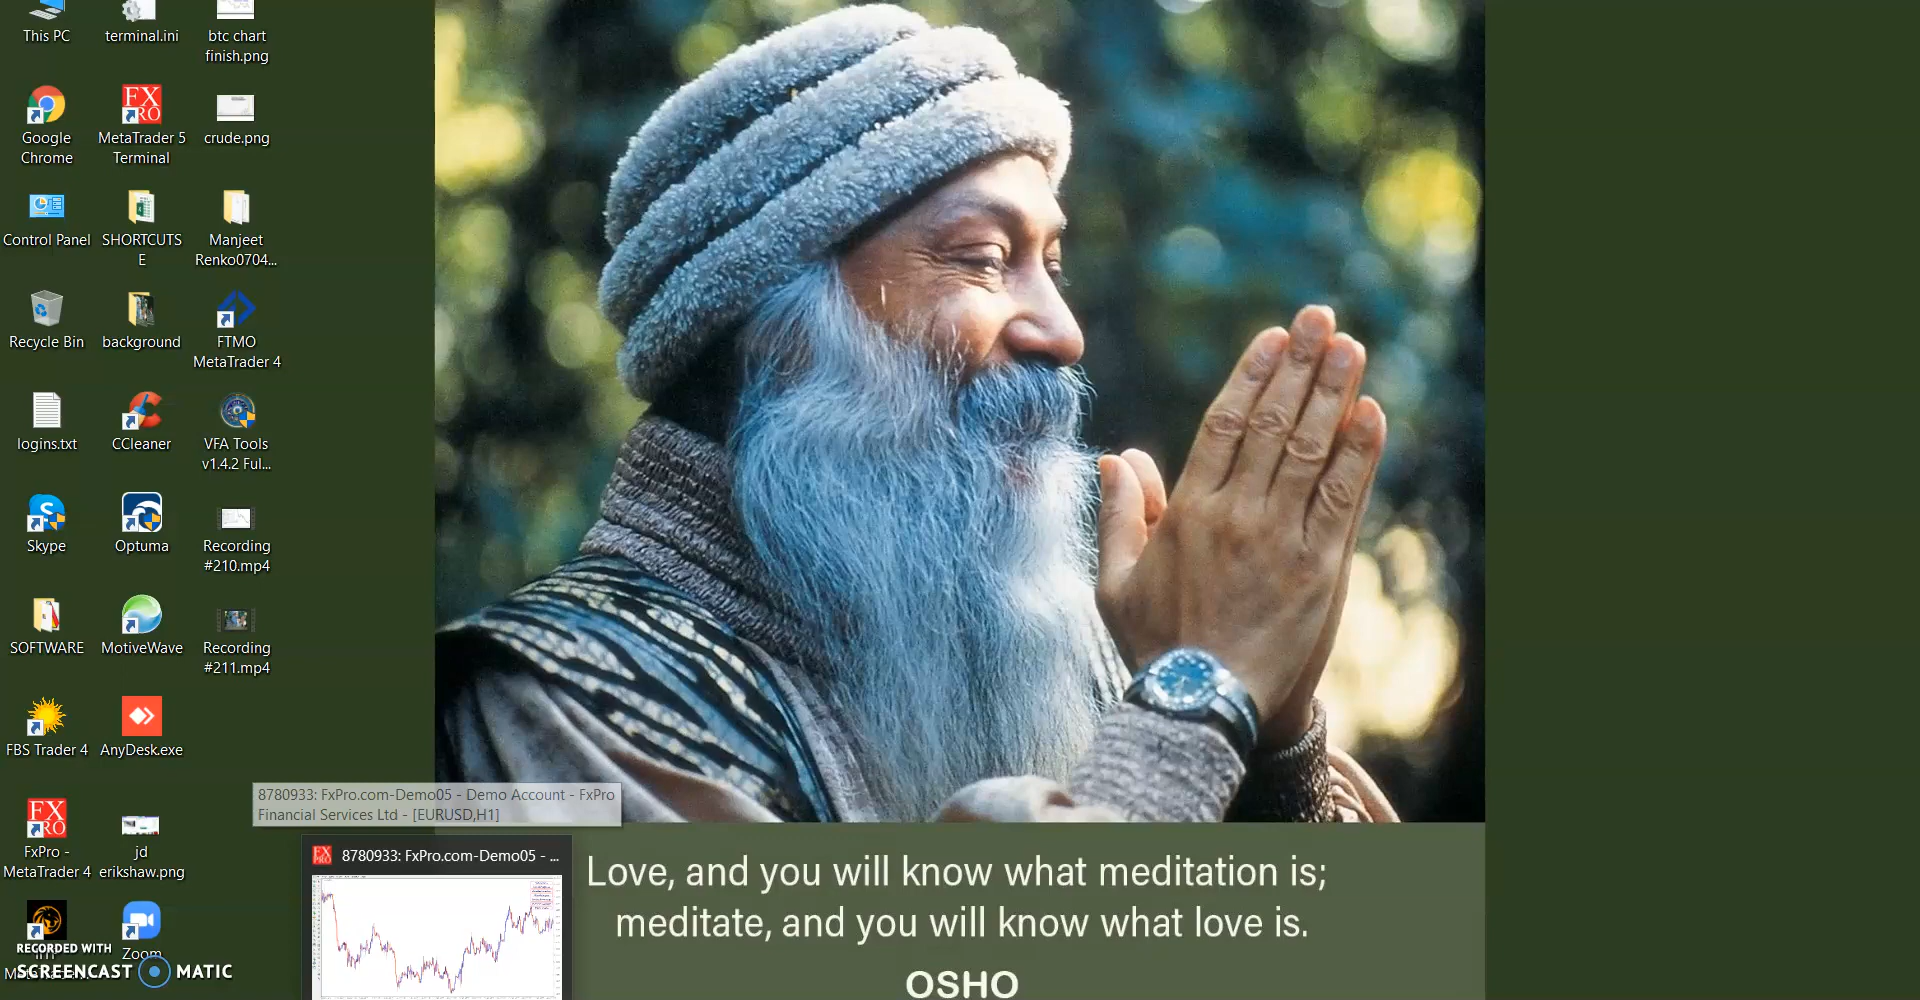 This PC
terminal.ini
btc chart
finish.png
Google
Chrome
MetaTrader 5
Terminal
crude.png
Control Panel
SHORTCUTS
E
Manjeet
Renko0704...
Recycle Bin
background
FTMO
MetaTrader 4
logins.txt
CCleaner
VFA Tools
v1.4.2 Ful...
Skype
Optuma
Recording
#210.mp4
SOFTWARE
MotiveWave
Recording
#211.mp4
FBS Trader 4
AnyDesk.exe
FxPro -
MetaTrader 4
jd
erikshaw.png
Zoom
RECORDED WITH
SCREENCAST MATIC
8780933: FxPro.com-Demo05 - Demo Account - FxPro
Financial Services Ltd - [EURUSD,H1]
8780933: FxPro.com-Demo05 - ...
Love, and you will know what meditation is;
meditate, and you will know what love is.
OSHO